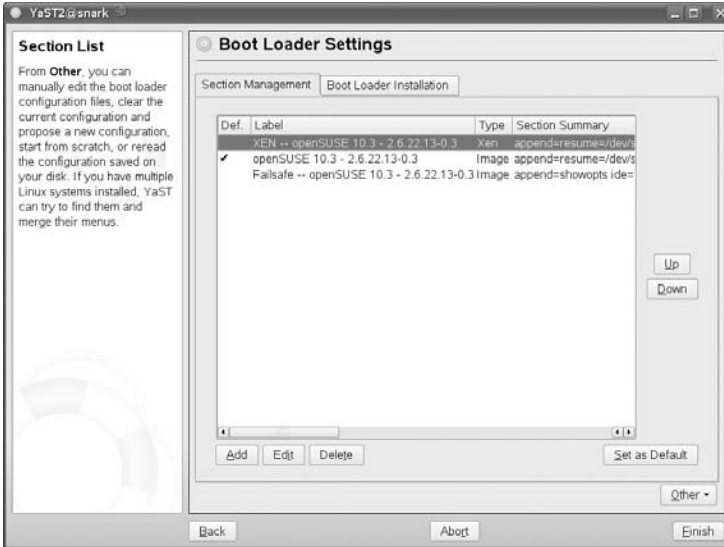 YaST2@snark
Section List
From Other, you can
manually edit the boot loader
configuration files, clear the
current configuration and
propose a new configuration,
start from scratch, or reread
the configuration saved on
your disk. If you have multiple
Linux systems installed, YaST
can try to find them and
merge their menus.
Boot Loader Settings
Section Management Boot Loader Installation
Def. Label Type Section Summary
XEN -- openSUSE 10.3 - 2.6.22.13-0.3 Xen append=resume=/dev/s
✔ openSUSE 10.3 - 2.6.22.13-0.3 Image append=resume=/dev/s
Failsafe -- openSUSE 10.3 - 2.6.22.13-0.3 Image append=showopts ide=
Up
Down
Add Edit Delete Set as Default
Other
Back Abort Finish